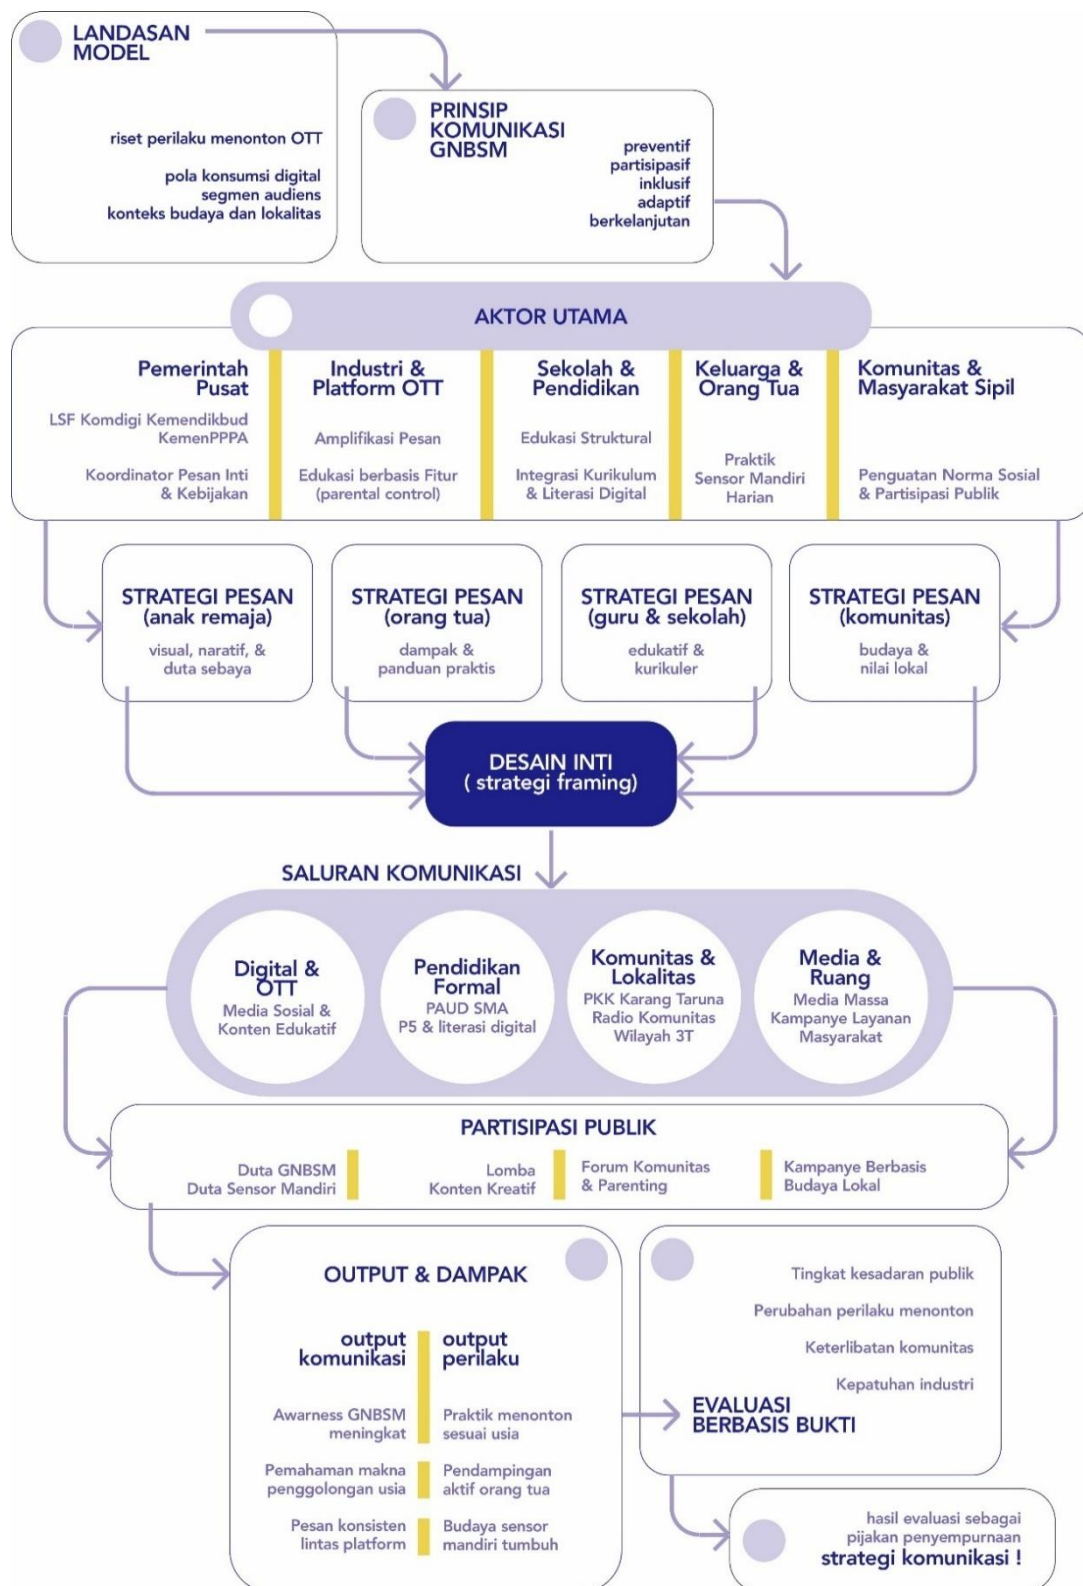 LANDASAN
MODEL
riset perilaku menonton OTT
pola konsumsi digital
segmen audiens
konteks budaya dan lokalitas
PRINSIP
KOMUNIKASI
GNBSM
preventif
partisipasif
inklusif
adaptif
berkelanjutan
AKTOR UTAMA
Pemerintah
Pusat
LSF Komdigi Kemendikbud
KemenPPPA
Koordinator Pesan Inti
& Kebijakan
Industri &
Platform OTT
Amplifikasi Pesan
Edukasi berbasis Fitur
(parental control)
Sekolah &
Pendidikan
Edukasi Struktural
Integrasi Kurikulum
& Literasi Digital
Keluarga &
Orang Tua
Praktik
Sensor Mandiri
Harian
Komunitas &
Masyarakat Sipil
Penguatan Norma Sosial
& Partisipasi Publik
STRATEGI PESAN
(anak remaja)
visual, naratif, &
duta sebaya
STRATEGI PESAN
(orang tua)
dampak &
panduan praktis
STRATEGI PESAN
(guru & sekolah)
edukatif &
kurikuler
STRATEGI PESAN
(komunitas)
budaya &
nilai lokal
DESAIN INTI
( strategi framing)
SALURAN KOMUNIKASI
Digital &
OTT
Media Sosial &
Konten Edukatif
Pendidikan
Formal
PAUD SMA
P5 & literasi digital
Komunitas &
Lokalitas
PKK Karang Taruna
Radio Komunitas
Wilayah 3T
Media &
Ruang
Media Massa
Kampanye Layanan
Masyarakat
PARTISIPASI PUBLIK
Duta GNBSM
Duta Sensor Mandiri
Lomba
Konten Kreatif
Forum Komunitas
& Parenting
Kampanye Berbasis
Budaya Lokal
OUTPUT & DAMPAK
output
komunikasi
Awarness GNBSM
meningkat
Pemahaman makna
penggolongan usia
Pesan konsisten
lintas platform
output
perilaku
Praktik menonton
sesuai usia
Pendampingan
aktif orang tua
Budaya sensor
mandiri tumbuh
Tingkat kesadaran publik
Perubahan perilaku menonton
Keterlibatan komunitas
Kepatuhan industri
EVALUASI
BERBASIS BUKTI
hasil evaluasi sebagai
pijakan penyempurnaan
strategi komunikasi !